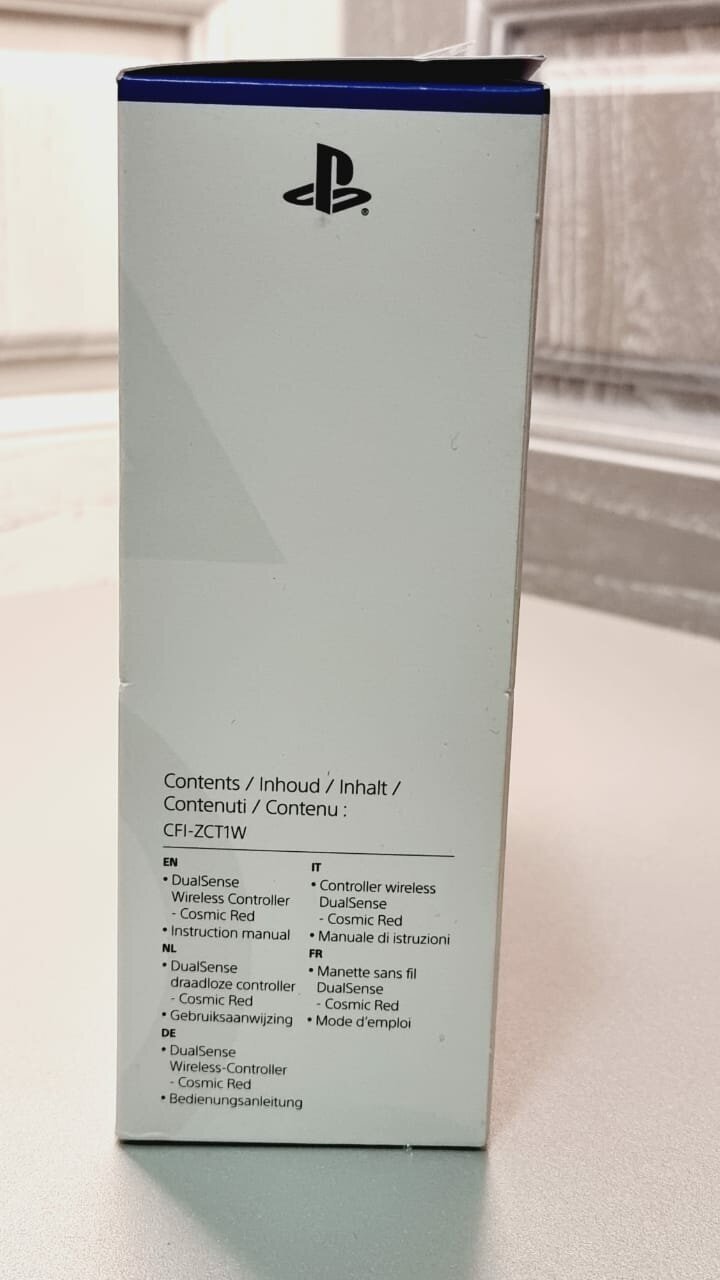 Contents / Inhoud / Inhalt /
Contenuti / Contenu :
CFI-ZCT1W
EN
• DualSense
Wireless Controller
- Cosmic Red
• Instruction manual
NL
• DualSense
draadloze controller
- Cosmic Red
• Gebruiksaanwijzing
DE
• DualSense
Wireless-Controller
- Cosmic Red
• Bedienungsanleitung
IT
• Controller wireless
DualSense
- Cosmic Red
• Manuale di istruzioni
FR
• Manette sans fil
DualSense
- Cosmic Red
• Mode d'emploi